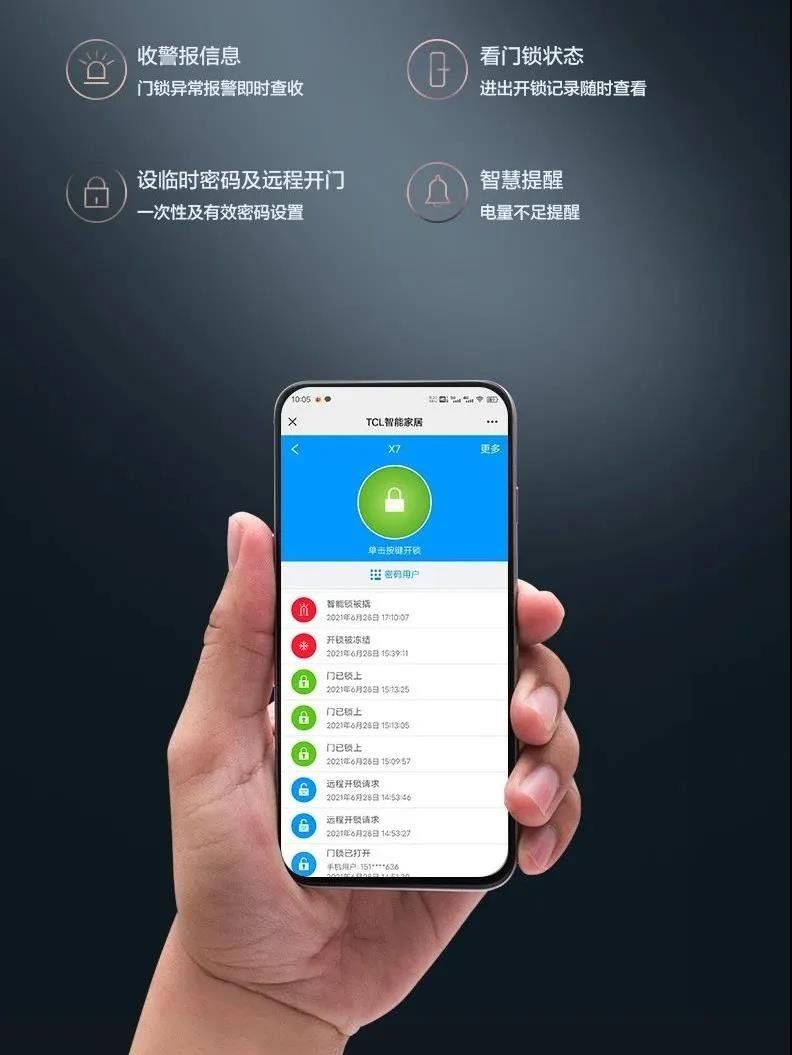 收警报信息
门锁异常报警即时查收
看门锁状态
进出开锁记录随时查看
设临时密码及远程开门
一次性及有效密码设置
智慧提醒
电量不足提醒
10:05
TCL智能家居
X7
更多
单击按键开锁
密码用户
智能锁被撬
2021年6月28日 17:10:07
开锁被冻结
2021年6月28日 15:39:11
门已锁上
2021年6月28日 15:13:25
门已锁上
2021年6月28日 15:13:05
门已锁上
2021年6月28日 15:09:57
远程开锁请求
2021年6月28日 14:53:46
远程开锁请求
2021年6月28日 14:53:27
门锁已打开
手机用户:151****636